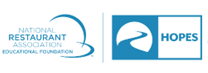 NATIONAL
RESTAURANT
ASSOCIATION
EDUCATIONAL FOUNDATION
HOPES